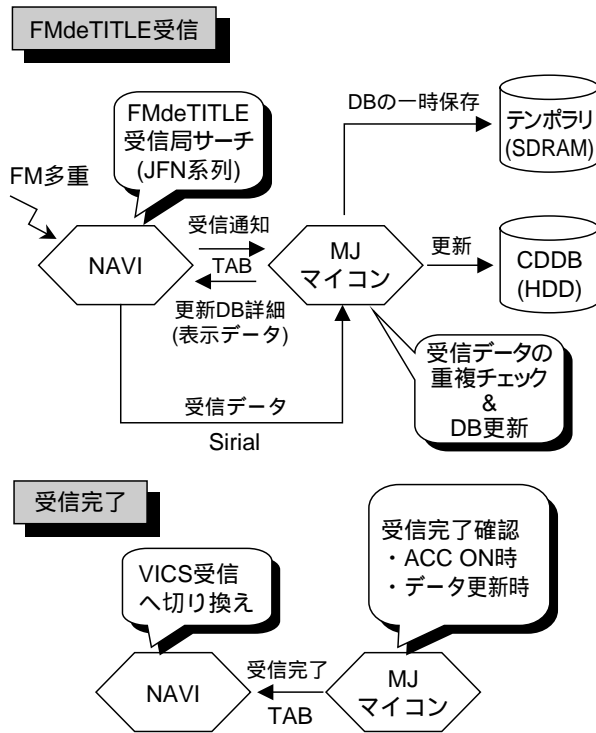 FMdeTITLE受信
FMdeTITLE
受信局サーチ
(JFN系列)
FM多重
NAVI
受信通知
TAB
更新DB詳細
(表示データ)
MJ
マイコン
DBの一時保存
テンポラリ
(SDRAM)
更新
CDDB
(HDD)
受信データの
重複チェック
&
DB更新
受信データ
Sirial
受信完了
VICS受信
へ切り換え
受信完了確認
・ACC ON時
・データ更新時
NAVI
受信完了
TAB
MJ
マイコン